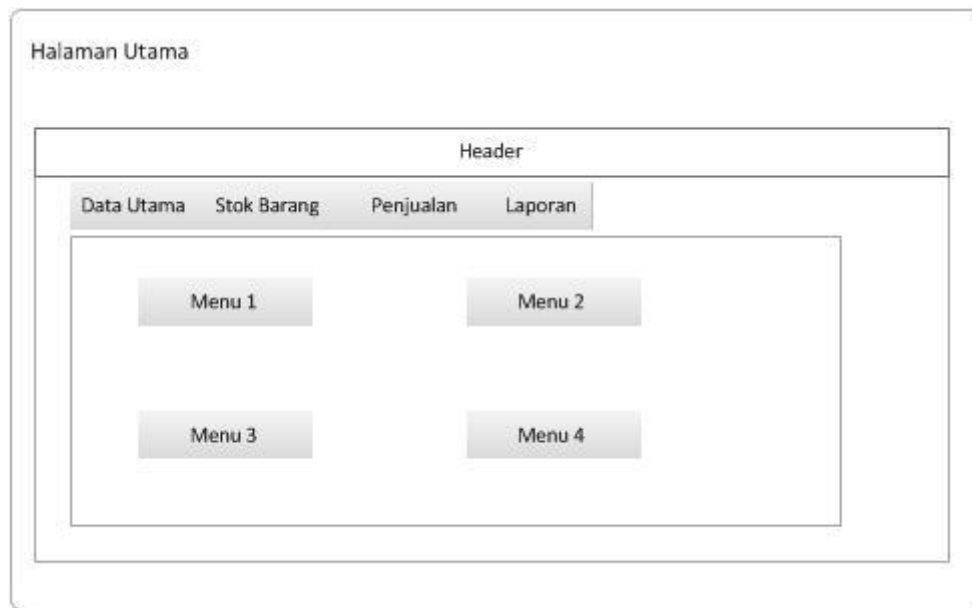 Halaman Utama
Header
Data Utama Stok Barang Penjualan Laporan
Menu 1 Menu 2
Menu 3 Menu 4